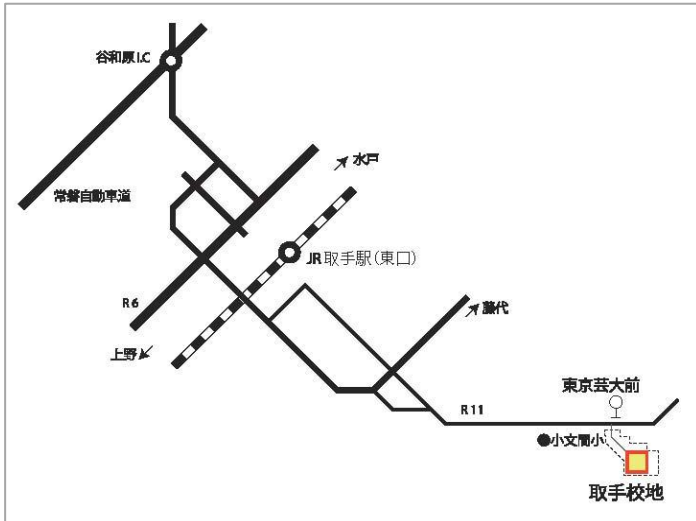 谷和原I.C
水戸
常磐自動車道
JR取手駅(東口)
R6
藤代
上野
東京芸大前
R11
●小文間小
取手校地